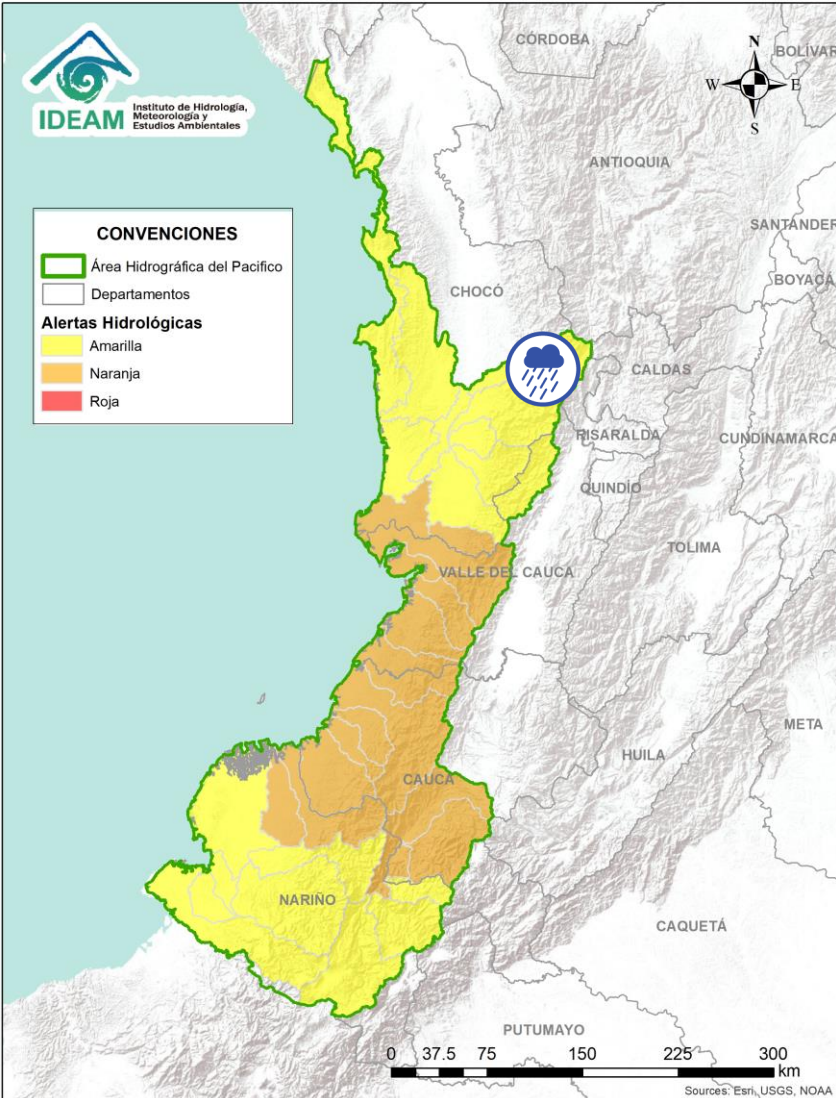 IDEAM
Instituto de Hidrología,
Meteorología y
Estudios Ambientales
CÓRDOBA
BOLÍVAR
N
W
E
S
ANTIOQUIA
SANTANDER
BOYACÁ
CONVENCIONES
Área Hidrográfica del Pacifico
Departamentos
Alertas Hidrológicas
Amarilla
Naranja
Roja
CHOCÓ
CALDAS
RISARALDA
CUNDINAMARCA
QUINDÍO
TOLIMA
VALLE DEL CAUCA
META
HUILA
CAUCA
NARIÑO
CAQUETÁ
PUTUMAYO
0 37.5 75 150 225 300
km
Sources: Esri, USGS, NOAA